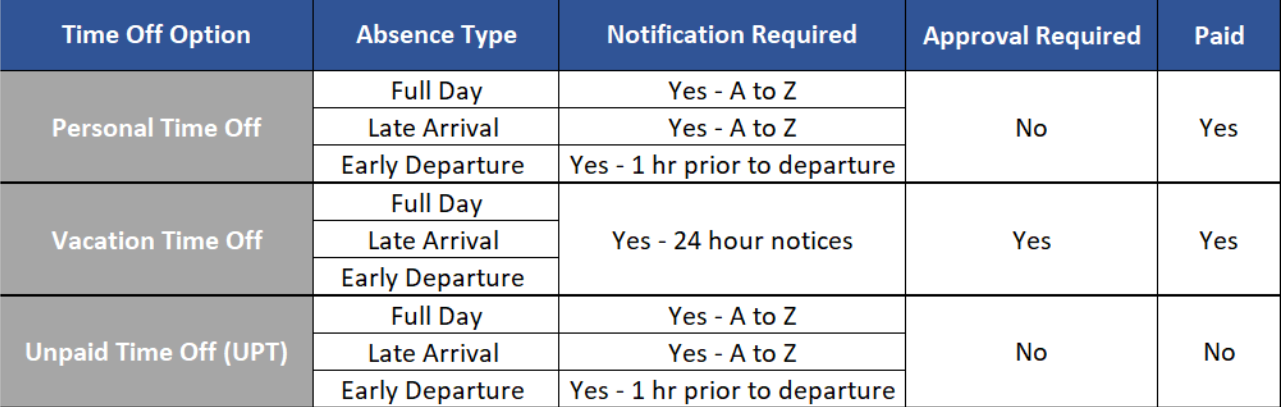 Time Off Option Absence Type Notification Required Approval Required Paid
Personal Time Off
Full Day Yes - A to Z
Late Arrival Yes - A to Z
Early Departure Yes - 1 hr prior to departure
No Yes
Vacation Time Off
Full Day
Late Arrival
Early Departure
Yes - 24 hour notices Yes Yes
Unpaid Time Off (UPT)
Full Day Yes - A to Z
Late Arrival Yes - A to Z
Early Departure Yes - 1 hr prior to departure
No No